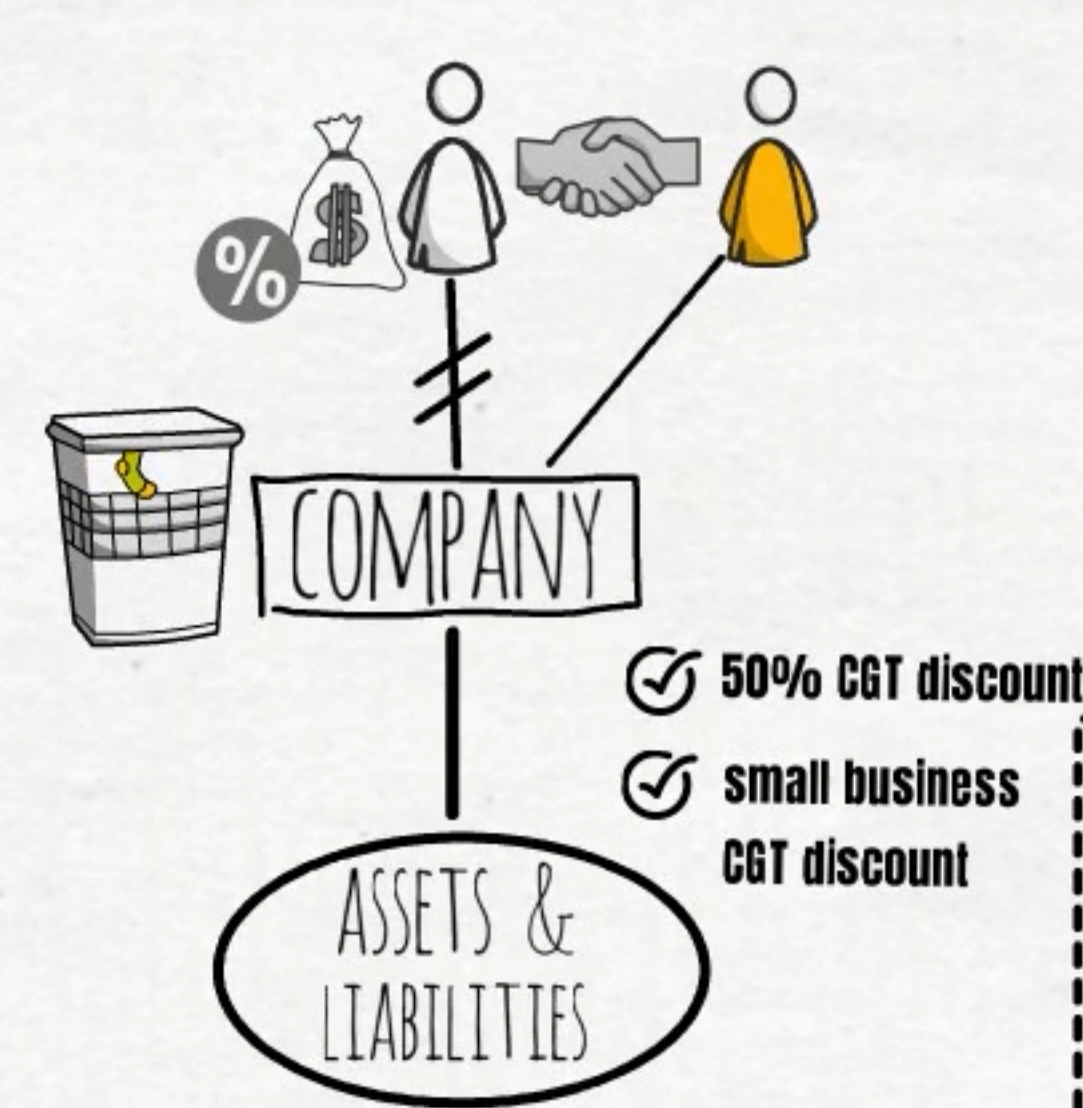 $
%
COMPANY
50% CGT discount
small business
CGT discount
ASSETS &
LIABILITIES